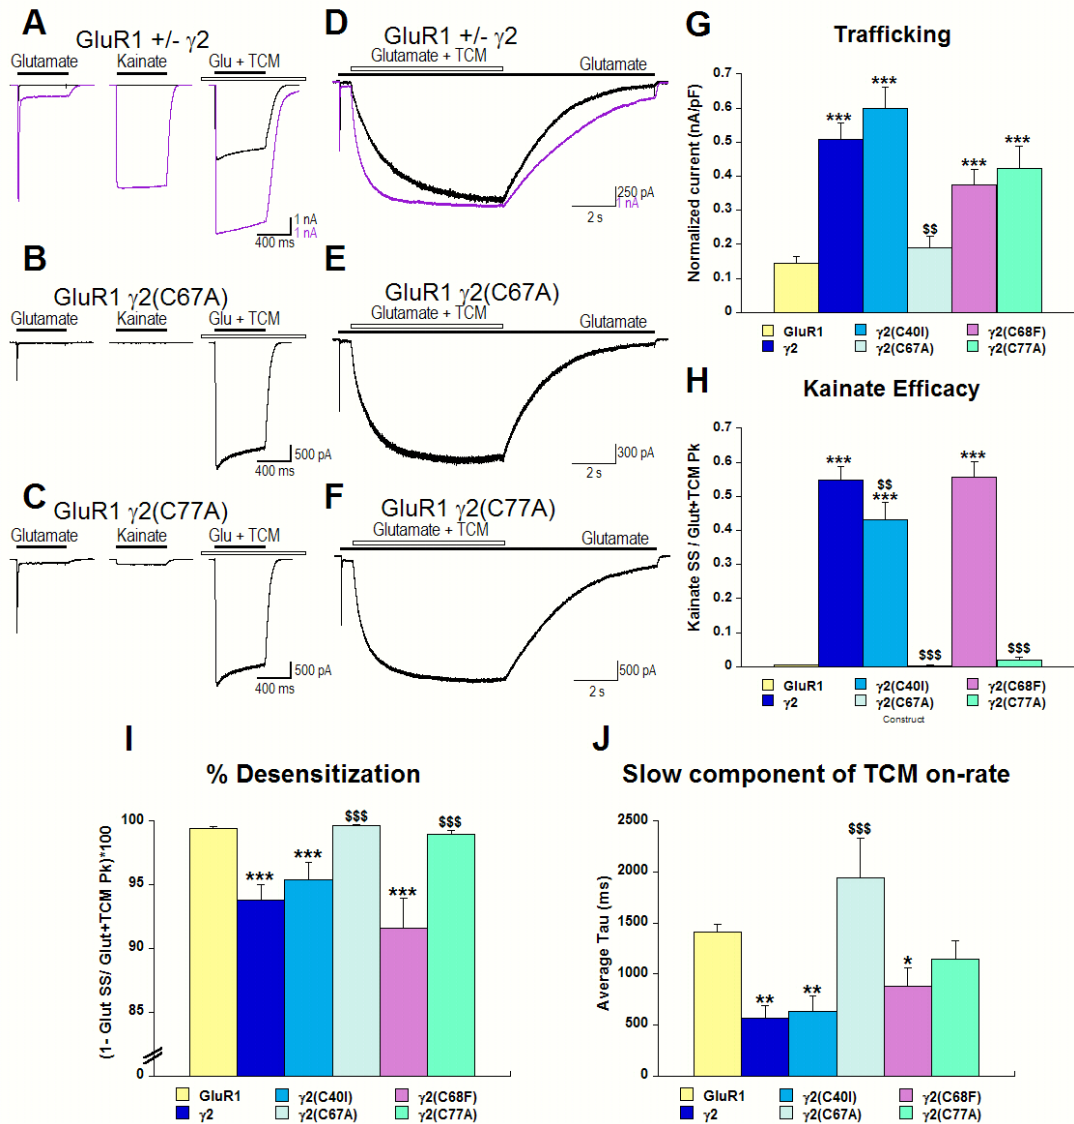 A
GluR1 +/- γ2
Glutamate Kainate Glu + TCM
1 nA
1 nA
400 ms
B
GluR1 γ2(C67A)
Glutamate Kainate Glu + TCM
500 pA
400 ms
C
GluR1 γ2(C77A)
Glutamate Kainate Glu + TCM
500 pA
400 ms
D
GluR1 +/- γ2
Glutamate + TCM Glutamate
250 pA
1 nA
2 s
E
GluR1 γ2(C67A)
Glutamate + TCM Glutamate
300 pA
2 s
F
GluR1 γ2(C77A)
Glutamate + TCM Glutamate
500 pA
2 s
G
Trafficking
Normalized current (nA/pF)
0.7
0.6
0.5
0.4
0.3
0.2
0.1
0
***
***
$$
***
***
GluR1 γ2(C40I) γ2(C68F)
γ2 γ2(C67A) γ2(C77A)
H
Kainate Efficacy
Kainate SS / Glut+TCM Pk
0.7
0.6
0.5
0.4
0.3
0.2
0.1
0
***
$$
***
$$$
***
$$$
GluR1 γ2(C40I) γ2(C68F)
γ2 γ2(C67A) γ2(C77A)
Construct
I
% Desensitization
(1- Glut SS/ Glut+TCM Pk)*100
100
95
90
85
0
***
***
$$$
***
$$$
GluR1 γ2(C40I) γ2(C68F)
γ2 γ2(C67A) γ2(C77A)
J
Slow component of TCM on-rate
Average Tau (ms)
2500
2000
1500
1000
500
0
**
**
$$$
*
GluR1 γ2(C40I) γ2(C68F)
γ2 γ2(C67A) γ2(C77A)